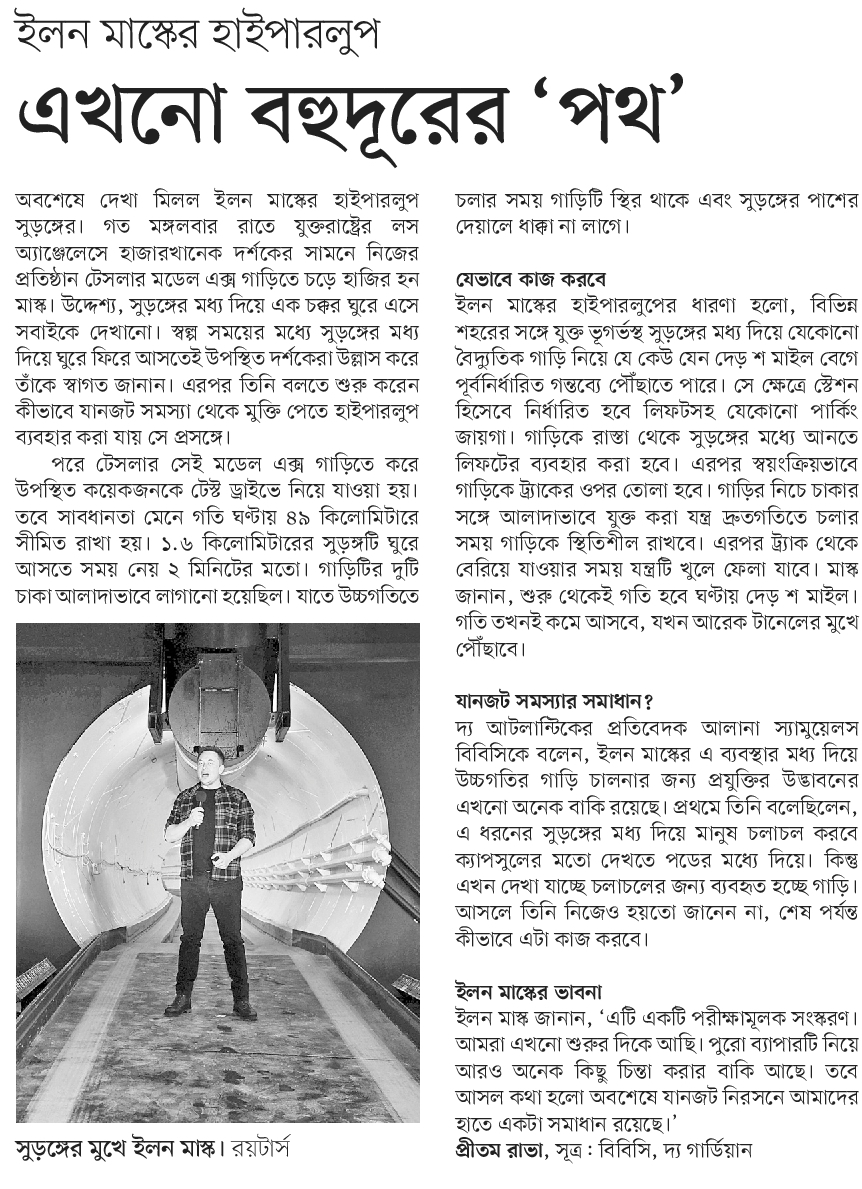 ইলন মাস্কের হাইপারলুপ
এখনো বহুদূরের ‘পথ’
অবশেষে দেখা মিলল ইলন মাস্কের হাইপারলুপ
সুড়ঙ্গের। গত মঙ্গলবার রাতে যুক্তরাষ্ট্রের লস
অ্যাঞ্জেলেসে হাজারখানেক দর্শকের সামনে নিজের
প্রতিষ্ঠান টেসলার মডেল এক্স গাড়িতে চড়ে হাজির হন
মাস্ক। উদ্দেশ্য, সুড়ঙ্গের মধ্য দিয়ে এক চক্কর ঘুরে এসে
সবাইকে দেখানো। স্বল্প সময়ের মধ্যে সুড়ঙ্গের মধ্য
দিয়ে ঘুরে ফিরে আসতেই উপস্থিত দর্শকেরা উল্লাস করে
তাঁকে স্বাগত জানান। এরপর তিনি বলতে শুরু করেন
কীভাবে যানজট সমস্যা থেকে মুক্তি পেতে হাইপারলুপ
ব্যবহার করা যায় সে প্রসঙ্গে।
পরে টেসলার সেই মডেল এক্স গাড়িতে করে
উপস্থিত কয়েকজনকে টেস্ট ড্রাইভে নিয়ে যাওয়া হয়।
তবে সাবধানতা মেনে গতি ঘণ্টায় ৪৯ কিলোমিটারে
সীমিত রাখা হয়। ১.৬ কিলোমিটারের সুড়ঙ্গটি ঘুরে
আসতে সময় নেয় ২ মিনিটের মতো। গাড়িটির দুটি
চাকা আলাদাভাবে লাগানো হয়েছিল। যাতে উচ্চগতিতে
চলার সময় গাড়িটি স্থির থাকে এবং সুড়ঙ্গের পাশের
দেয়ালে ধাক্কা না লাগে।
যেভাবে কাজ করবে
ইলন মাস্কের হাইপারলুপের ধারণা হলো, বিভিন্ন
শহরের সঙ্গে যুক্ত ভূগর্ভস্থ সুড়ঙ্গের মধ্য দিয়ে যেকোনো
বৈদ্যুতিক গাড়ি নিয়ে যে কেউ যেন দেড় শ মাইল বেগে
পূর্বনির্ধারিত গন্তব্যে পৌঁছাতে পারে। সে ক্ষেত্রে স্টেশন
হিসেবে নির্ধারিত হবে লিফটসহ যেকোনো পার্কিং
জায়গা। গাড়িকে রাস্তা থেকে সুড়ঙ্গের মধ্যে আনতে
লিফটের ব্যবহার করা হবে। এরপর স্বয়ংক্রিয়ভাবে
গাড়িকে ট্র্যাকের ওপর তোলা হবে। গাড়ির নিচে চাকার
সঙ্গে আলাদাভাবে যুক্ত করা যন্ত্র দ্রুতগতিতে চলার
সময় গাড়িকে স্থিতিশীল রাখবে। এরপর ট্র্যাক থেকে
বেরিয়ে যাওয়ার সময় যন্ত্রটি খুলে ফেলা যাবে। মাস্ক
জানান, শুরু থেকেই গতি হবে ঘণ্টায় দেড় শ মাইল।
গতি তখনই কমে আসবে, যখন আরেক টানেলের মুখে
পৌঁছাবে।
যানজট সমস্যার সমাধান?
দ্য আটলান্টিকের প্রতিবেদক আলানা স্যামুয়েলস
বিবিসিকে বলেন, ইলন মাস্কের এ ব্যবস্থার মধ্য দিয়ে
উচ্চগতির গাড়ি চালনার জন্য প্রযুক্তির উদ্ভাবনের
এখনো অনেক বাকি রয়েছে। প্রথমে তিনি বলেছিলেন,
এ ধরনের সুড়ঙ্গের মধ্য দিয়ে মানুষ চলাচল করবে
ক্যাপসুলের মতো দেখতে পডের মধ্যে দিয়ে। কিন্তু
এখন দেখা যাচ্ছে চলাচলের জন্য ব্যবহৃত হচ্ছে গাড়ি।
আসলে তিনি নিজেও হয়তো জানেন না, শেষ পর্যন্ত
কীভাবে এটা কাজ করবে।
ইলন মাস্কের ভাবনা
ইলন মাস্ক জানান, ‘এটি একটি পরীক্ষামূলক সংস্করণ।
আমরা এখনো শুরুর দিকে আছি। পুরো ব্যাপারটি নিয়ে
আরও অনেক কিছু চিন্তা করার বাকি আছে। তবে
আসল কথা হলো অবশেষে যানজট নিরসনে আমাদের
হাতে একটা সমাধান রয়েছে।’
প্রীতম রাভা, সূত্র : বিবিসি, দ্য গার্ডিয়ান
সুড়ঙ্গের মুখে ইলন মাস্ক। রয়টার্স